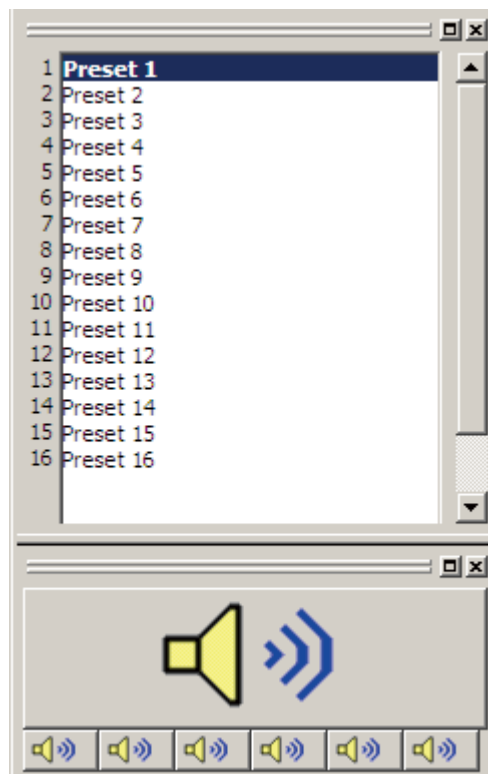 1 Preset 1
2 Preset 2
3 Preset 3
4 Preset 4
5 Preset 5
6 Preset 6
7 Preset 7
8 Preset 8
9 Preset 9
10 Preset 10
11 Preset 11
12 Preset 12
13 Preset 13
14 Preset 14
15 Preset 15
16 Preset 16